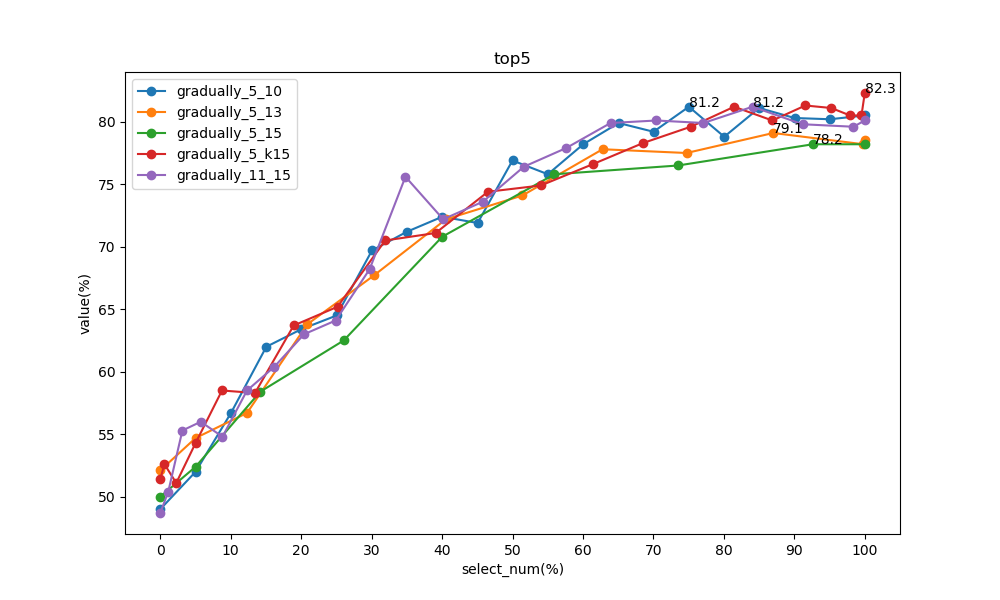 top5
gradually_5_10
gradually_5_13
gradually_5_15
gradually_5_k15
gradually_11_15
81.2
81.2
82.3
79.1
78.2
value(%)
80
75
70
65
60
55
50
0 10 20 30 40 50 60 70 80 90 100
select_num(%)